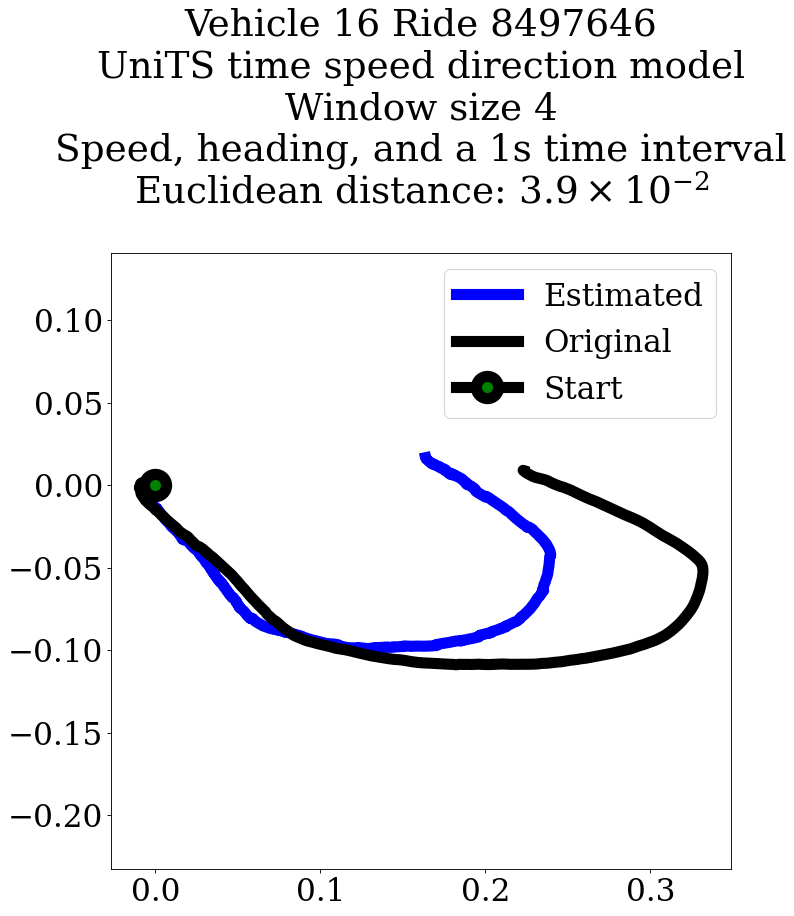 Vehicle 16 Ride 8497646
UniTS time speed direction model
Window size 4
Speed, heading, and a 1s time interval
Euclidean distance: 3.9 × 10⁻²
Estimated
Original
Start
0.10
0.05
0.00
−0.05
−0.10
−0.15
−0.20
0.0 0.1 0.2 0.3